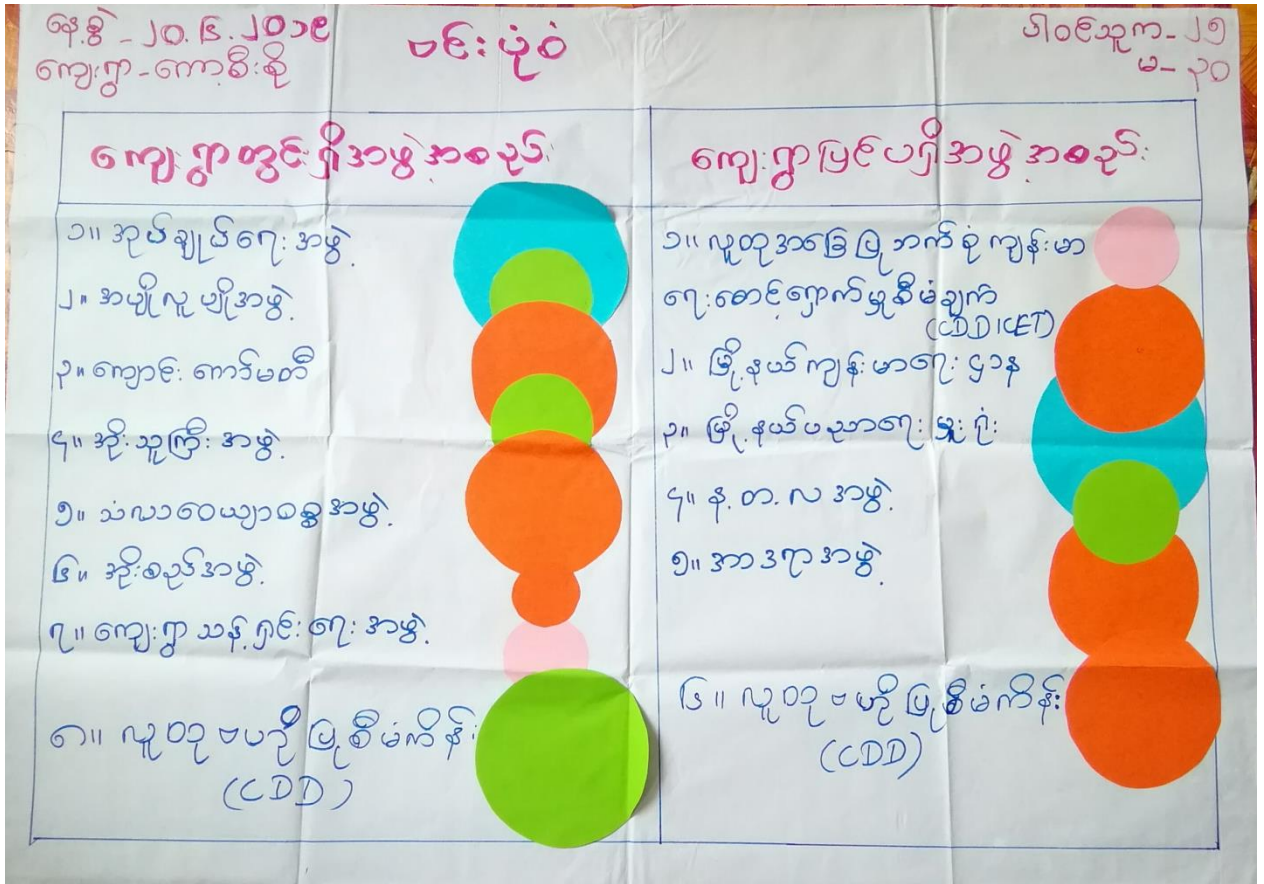 နေ့စွဲ - ၂၀.၆.၂၀၁၉
ကျေးရွာ - ကော့စီးစို
ဗင်းပုံစံ
ပါဝင်သူ က - ၂၅
မ - ၃၀
ကျေးရွာတွင်းရှိအဖွဲ့အစည်း
၁။ အုပ်ချုပ်ရေးအဖွဲ့
၂။ အပျိုလူပျိုအဖွဲ့
၃။ ကျောင်းကော်မတီ
၄။ အိုးသူကြီးအဖွဲ့
၅။ သံဃာဝေယျာဝစ္စအဖွဲ့
၆။ အိုးစည်အဖွဲ့
၇။ ကျေးရွာသန့်ရှင်းရေးအဖွဲ့
၈။ လူထုဗဟိုပြုစီမံကိန်း
(CDD)
ကျေးရွာပြင်ပရှိအဖွဲ့အစည်း
၁။ လူထုအခြေပြုဘက်စုံကျန်းမာ
ရေးစောင့်ရှောက်မှုစီမံချက်
၂။ မြို့နယ်ကျန်းမာရေးဌာန
၃။ မြို့နယ်ပညာရေးမှူးရုံး
၄။ န.တ.လ အဖွဲ့
၅။ အာဒရာအဖွဲ့
၆။ လူထုဗဟိုပြုစီမံကိန်း
(CDD)